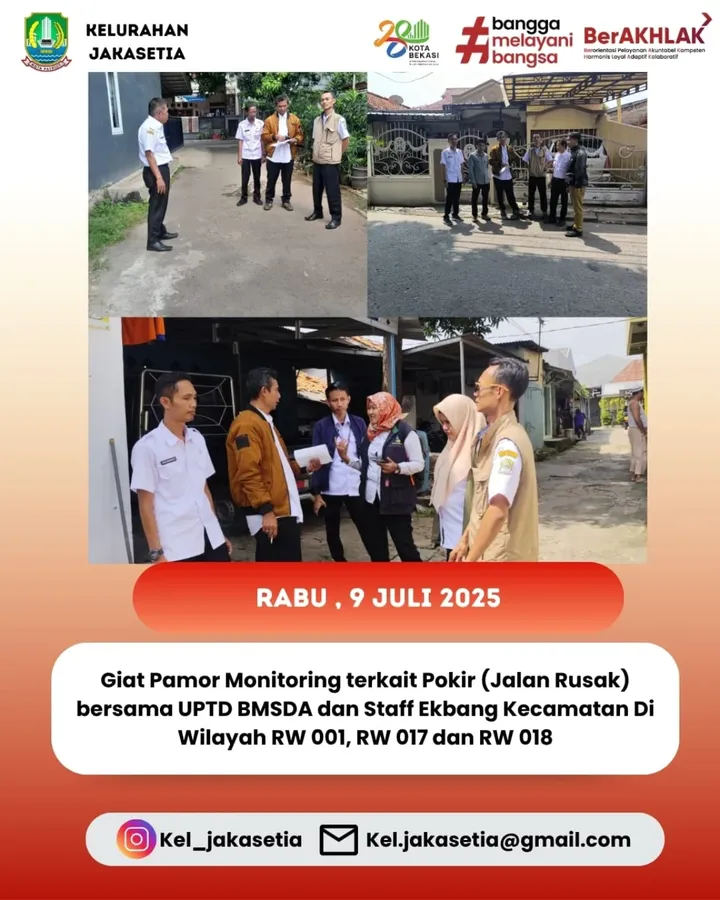 KELURAHAN
JAKASETIA
KOTA
BEKASI
#bangga
melayani
bangsa
BerAKHLAK
Berorientasi Pelayanan Akuntabel Kompeten
Harmonis Loyal Adaptif Kolaboratif
RABU , 9 JULI 2025
Giat Pamor Monitoring terkait Pokir (Jalan Rusak)
bersama UPTD BMSDA dan Staff Ekbang Kecamatan Di
Wilayah RW 001, RW 017 dan RW 018
Kel_jakasetia
Kel.jakasetia@gmail.com